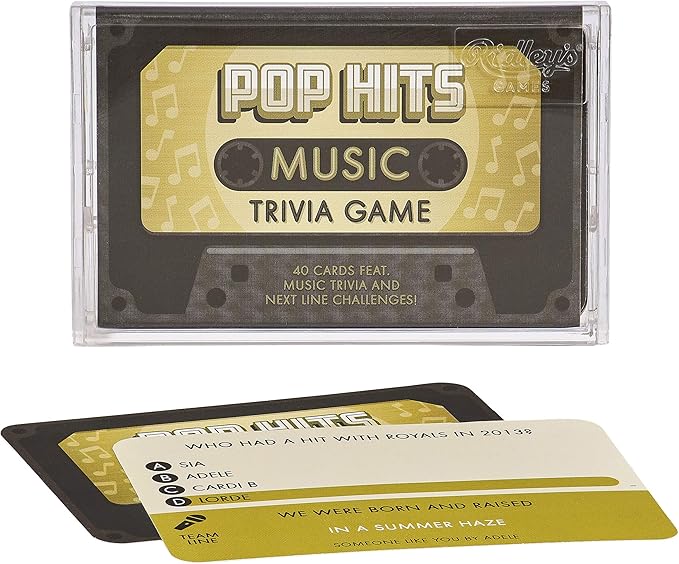 Ridley's
GAMES
POP HITS
MUSIC
TRIVIA GAME
40 CARDS FEAT.
MUSIC TRIVIA AND
NEXT LINE CHALLENGES!
POP HITS
WHO HAD A HIT WITH ROYALS IN 2013?
A SIA
B ADELE
C CARDI B
D LORDE
WE WERE BORN AND RAISED
IN A SUMMER HAZE
TEAM
LINE
SOMEONE LIKE YOU BY ADELE